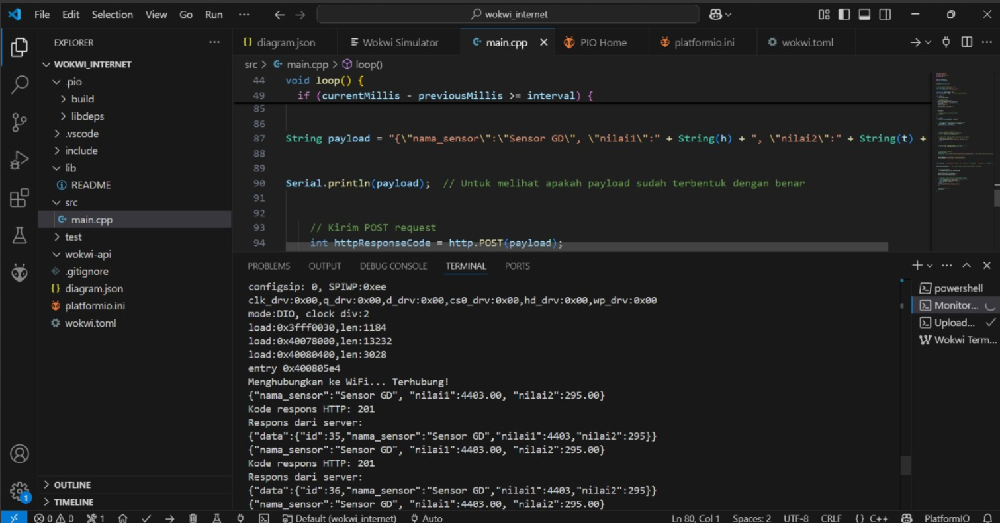 File Edit Selection View Go Run ··· wokwi_internet
EXPLORER ···
WOKWI_INTERNET
.pio
build
libdeps
.vscode
include
lib
README
src
main.cpp
test
wokwi-api
.gitignore
diagram.json
platformio.ini
wokwi.toml
OUTLINE
TIMELINE
diagram.json Wokwi Simulator main.cpp PIO Home platformio.ini wokwi.toml
src > main.cpp > loop()
44 void loop() {
49 if (currentMillis - previousMillis >= interval) {
85
86
87 String payload = "{\"nama_sensor\":\"Sensor GD\", \"nilai1\":" + String(h) + ", \"nilai2\":" + String(t) +
88
89
90 Serial.println(payload); // Untuk melihat apakah payload sudah terbentuk dengan benar
91
92
93 // Kirim POST request
94 int httpResponseCode = http.POST(payload);
PROBLEMS OUTPUT DEBUG CONSOLE TERMINAL PORTS
configsip: 0, SPIWP:0xee
clk_drv:0x00,q_drv:0x00,d_drv:0x00,cs0_drv:0x00,hd_drv:0x00,wp_drv:0x00
mode:DIO, clock div:2
load:0x3fff0030,len:1184
load:0x40078000,len:13232
load:0x40080400,len:3028
entry 0x400805e4
Menghubungkan ke WiFi... Terhubung!
{"nama_sensor":"Sensor GD", "nilai1":4403.00, "nilai2":295.00}
Kode respons HTTP: 201
Respons dari server:
{"data":{"id":35,"nama_sensor":"Sensor GD","nilai1":4403,"nilai2":295}}
{"nama_sensor":"Sensor GD", "nilai1":4403.00, "nilai2":295.00}
Kode respons HTTP: 201
Respons dari server:
{"data":{"id":36,"nama_sensor":"Sensor GD","nilai1":4403,"nilai2":295}}
{"nama_sensor":"Sensor GD", "nilai1":4403.00, "nilai2":295.00}
powershell
Monitor...
Upload...
Wokwi Term...
1
0 0 1 Default (wokwi_internet) Auto Ln 80, Col 1 Spaces: 2 UTF-8 CRLF {} C++ PlatformIO